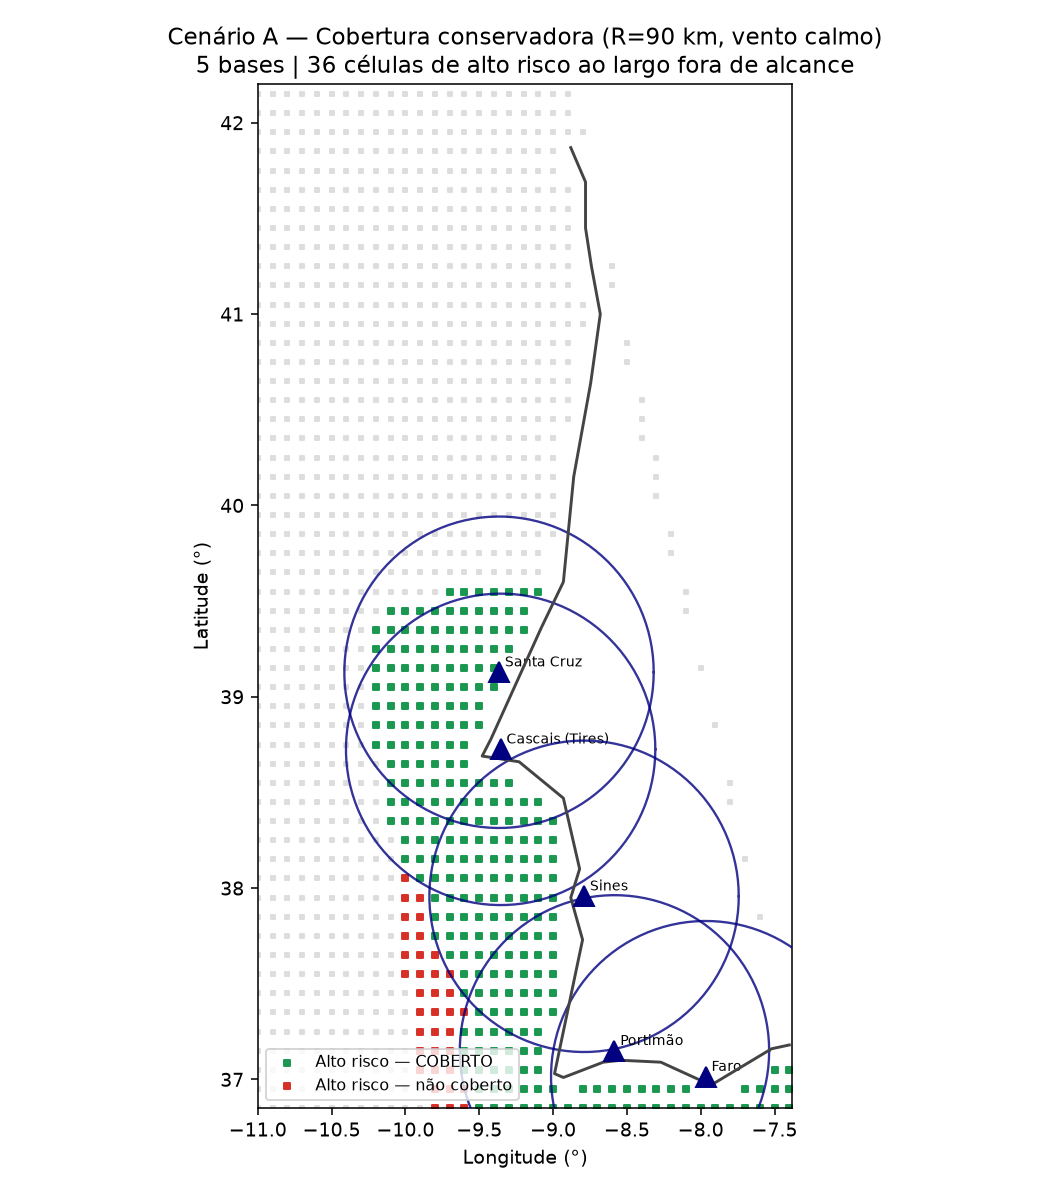 Cenário A — Cobertura conservadora (R=90 km, vento calmo)
5 bases | 36 células de alto risco ao largo fora de alcance
42
41
40
39
38
37
Latitude (°)
Santa Cruz
Cascais (Tires)
Sines
Portimão
Faro
Alto risco — COBERTO
Alto risco — não coberto
−11.0
−10.5
−10.0
−9.5
−9.0
−8.5
−8.0
−7.5
Longitude (°)